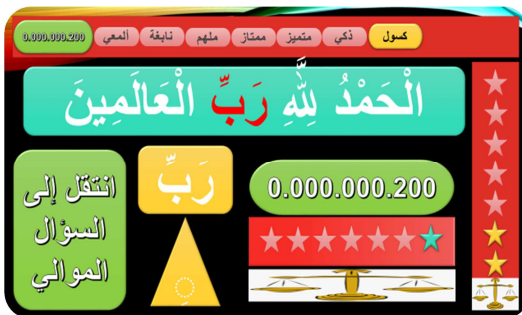 كسول ذكي متميز ممتاز ملهم نابغة ألمعي 0.000.000.200
الْحَمْدُ لِلَّهِ رَبِّ الْعَالَمِينَ
رَبِّ
0.000.000.200
انتقل إلى
السؤال
الموالي